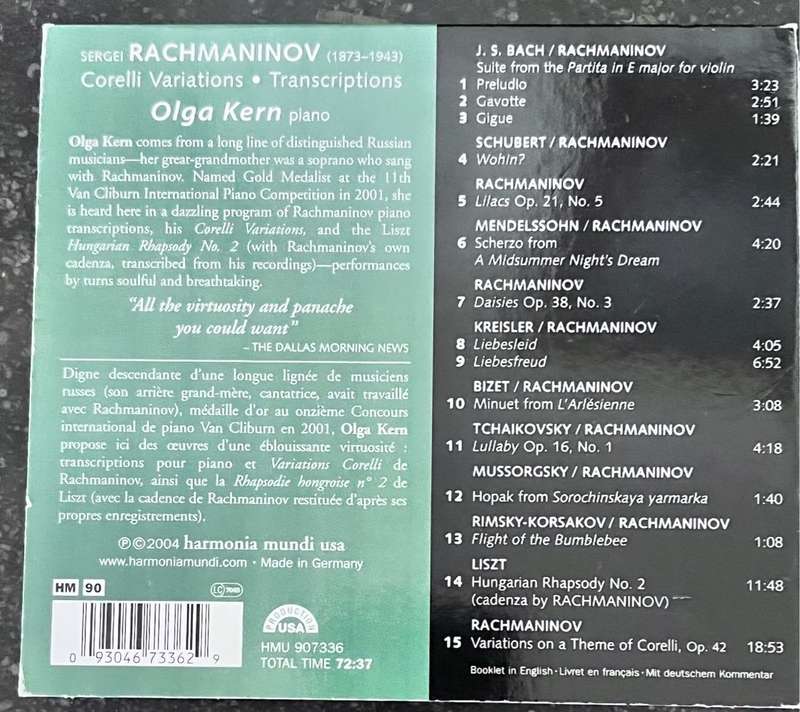 SERGEI RACHMANINOV (1873–1943)
Corelli Variations • Transcriptions
Olga Kern piano
Olga Kern comes from a long line of distinguished Russian
musicians—her great-grandmother was a soprano who sang
with Rachmaninov. Named Gold Medalist at the 11th
Van Cliburn International Piano Competition in 2001, she
is heard here in a dazzling program of Rachmaninov piano
transcriptions, his Corelli Variations, and the Liszt
Hungarian Rhapsody No. 2 (with Rachmaninov's own
cadenza, transcribed from his recordings)—performances
by turns soulful and breathtaking.
"All the virtuosity and panache
you could want"
– THE DALLAS MORNING NEWS
Digne descendante d'une longue lignée de musiciens
russes (son arrière grand-mère, cantatrice, avait travaillé
avec Rachmaninov), médaille d'or au onzième Concours
international de piano Van Cliburn en 2001, Olga Kern
propose ici des œuvres d'une éblouissante virtuosité :
transcriptions pour piano et Variations Corelli de
Rachmaninov, ainsi que la Rhapsodie hongroise n° 2 de
Liszt (avec la cadence de Rachmaninov restituée d'après ses
propres enregistrements).
℗©2004 harmonia mundi usa
www.harmoniamundi.com • Made in Germany
HM 90
LC 7045
0 93046 73362 9
PRODUCTION USA
HMU 907336
TOTAL TIME 72:37
J. S. BACH / RACHMANINOV
Suite from the Partita in E major for violin
1 Preludio 3:23
2 Gavotte 2:51
3 Gigue 1:39
SCHUBERT / RACHMANINOV
4 Wohin? 2:21
RACHMANINOV
5 Lilacs Op. 21, No. 5 2:44
MENDELSSOHN / RACHMANINOV
6 Scherzo from 4:20
A Midsummer Night's Dream
RACHMANINOV
7 Daisies Op. 38, No. 3 2:37
KREISLER / RACHMANINOV
8 Liebesleid 4:05
9 Liebesfreud 6:52
BIZET / RACHMANINOV
10 Minuet from L'Arlésienne 3:08
TCHAIKOVSKY / RACHMANINOV
11 Lullaby Op. 16, No. 1 4:18
MUSSORGSKY / RACHMANINOV
12 Hopak from Sorochinskaya yarmarka 1:40
RIMSKY-KORSAKOV / RACHMANINOV
13 Flight of the Bumblebee 1:08
LISZT
14 Hungarian Rhapsody No. 2 11:48
(cadenza by RACHMANINOV)
RACHMANINOV
15 Variations on a Theme of Corelli, Op. 42 18:53
Booklet in English • Livret en français • Mit deutschem Kommentar